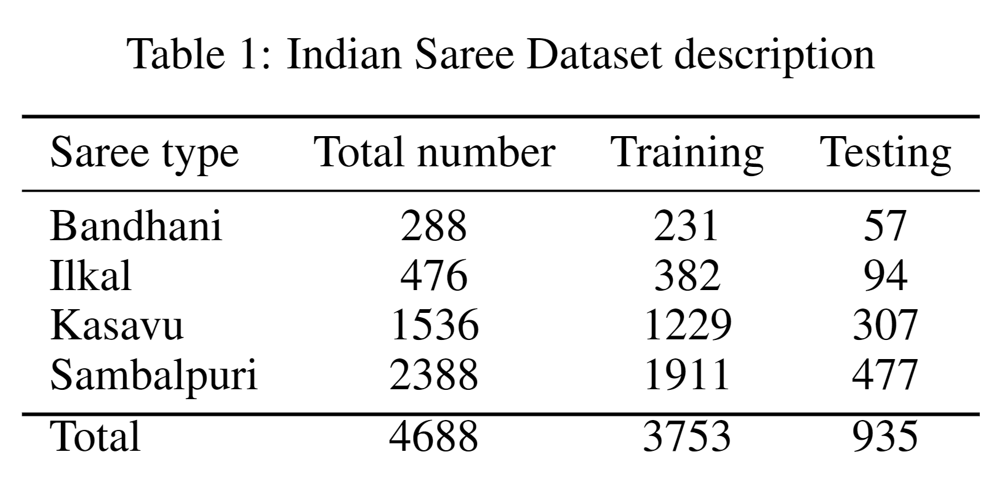 Table 1: Indian Saree Dataset description
Saree type Total number Training Testing
Bandhani 288 231 57
Ilkal 476 382 94
Kasavu 1536 1229 307
Sambalpuri 2388 1911 477
Total 4688 3753 935